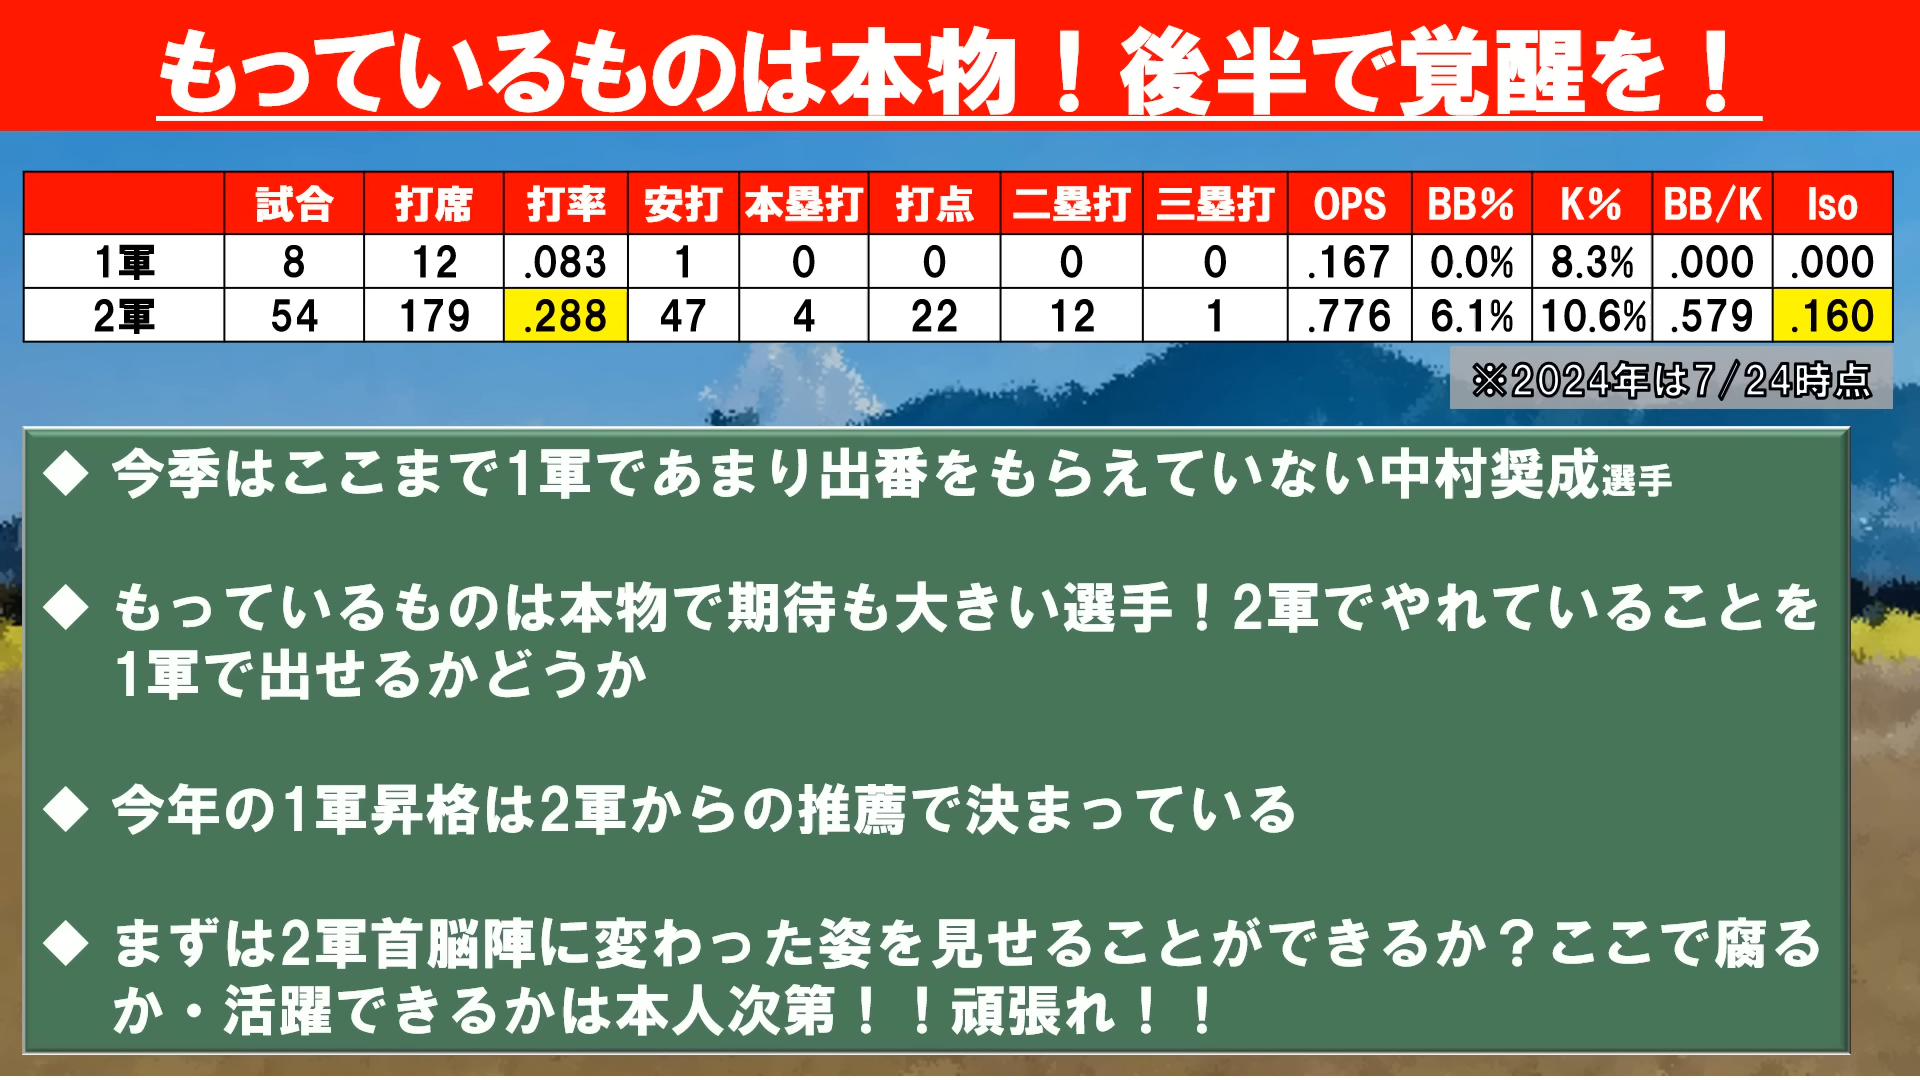 もっているものは本物！後半で覚醒を！
試合 打席 打率 安打 本塁打 打点 二塁打 三塁打 OPS BB% K% BB/K Iso
1軍 8 12 .083 1 0 0 0 0 .167 0.0% 8.3% .000 .000
2軍 54 179 .288 47 4 22 12 1 .776 6.1% 10.6% .579 .160
※2024年は7/24時点
◆ 今季はここまで1軍であまり出番をもらえていない中村奨成選手
◆ もっているものは本物で期待も大きい選手！2軍でやれていることを
1軍で出せるかどうか
◆ 今年の1軍昇格は2軍からの推薦で決まっている
◆ まずは2軍首脳陣に変わった姿を見せることができるか？ここで腐る
か・活躍できるかは本人次第！！頑張れ！！